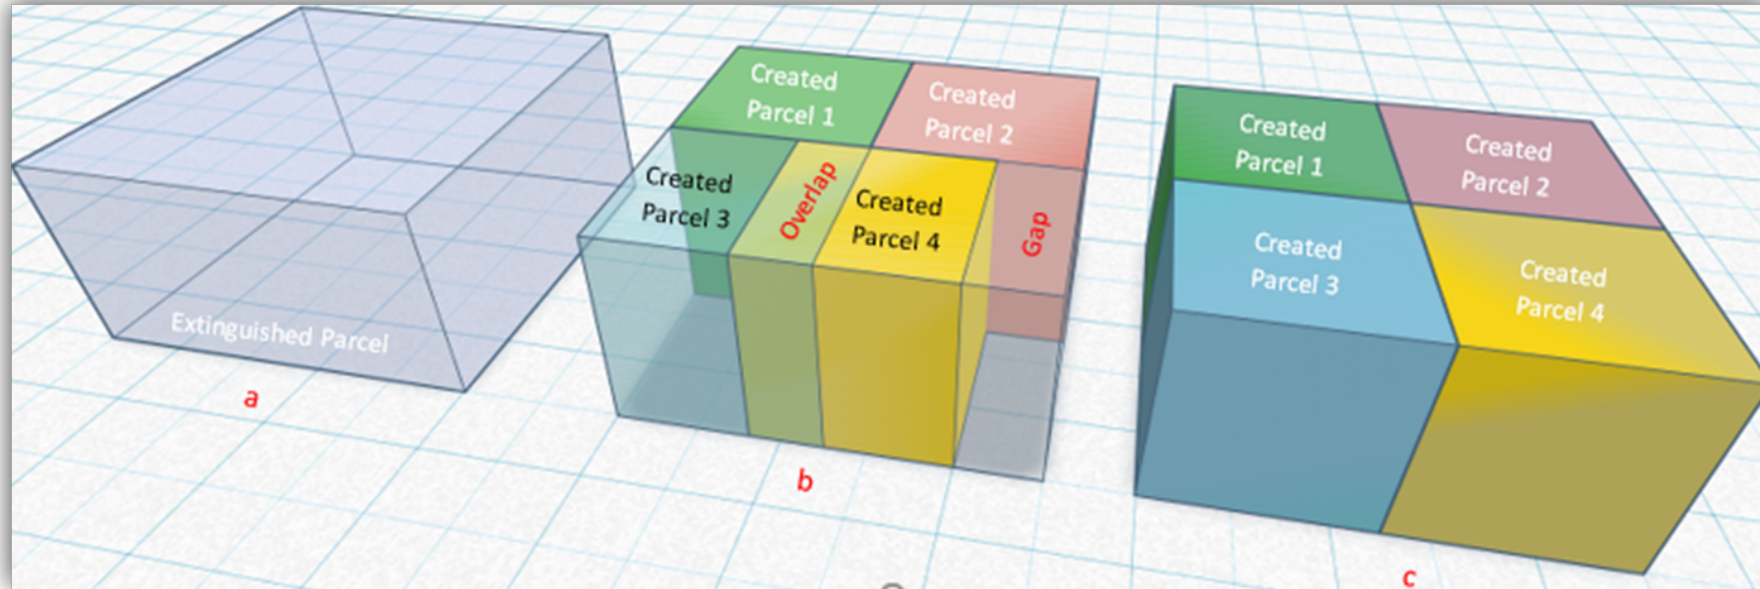 Extinguished Parcel
a
Created
Parcel 1
Created
Parcel 2
Created
Parcel 3
Overlap
Created
Parcel 4
Gap
b
Created
Parcel 1
Created
Parcel 2
Created
Parcel 3
Created
Parcel 4
c